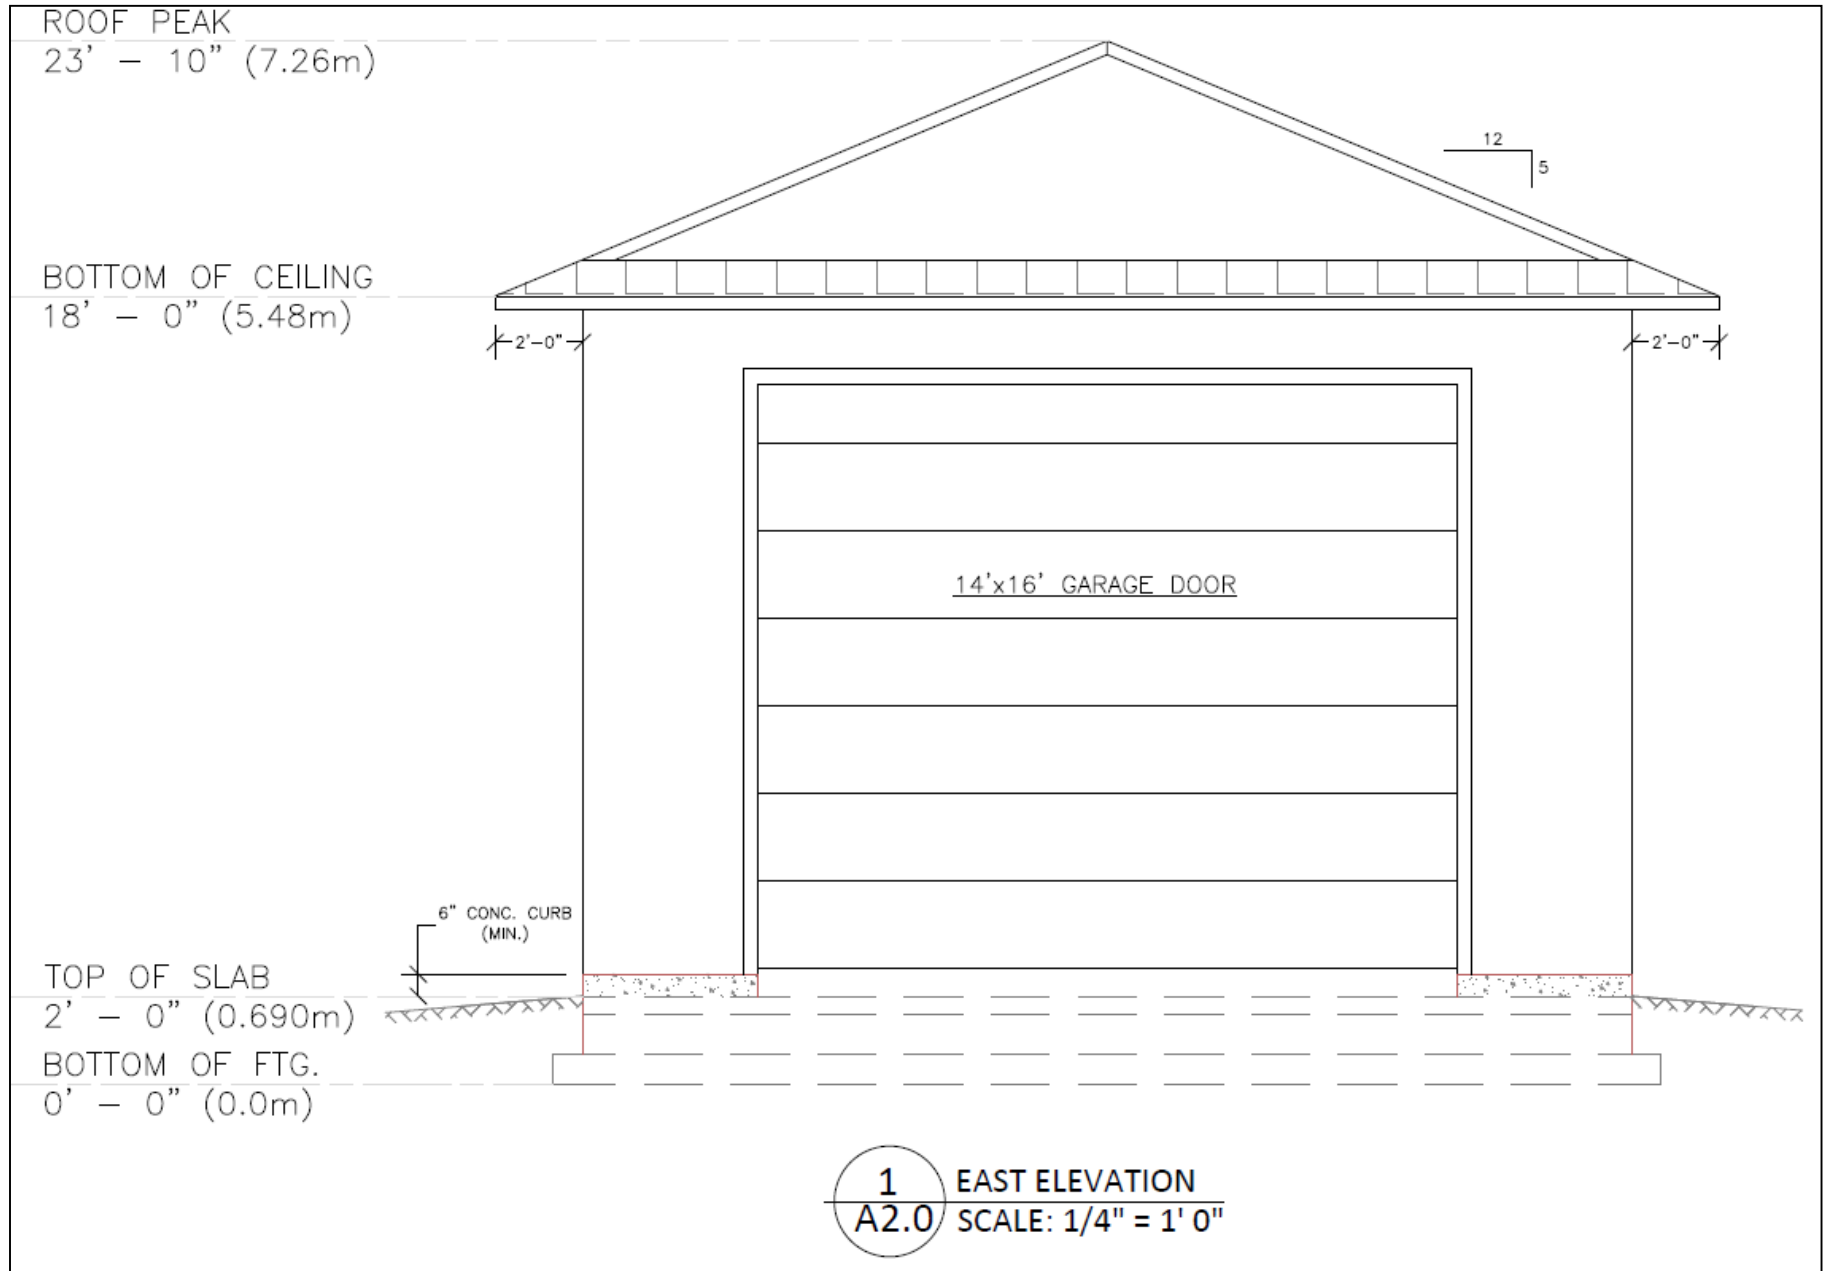 ROOF PEAK
23' - 10" (7.26m)
12
5
BOTTOM OF CEILING
18' - 0" (5.48m)
2'-0"
2'-0"
14'x16' GARAGE DOOR
6" CONC. CURB
(MIN.)
TOP OF SLAB
2' - 0" (0.690m)
BOTTOM OF FTG.
0' - 0" (0.0m)
1
A2.0
EAST ELEVATION
SCALE: 1/4" = 1' 0"